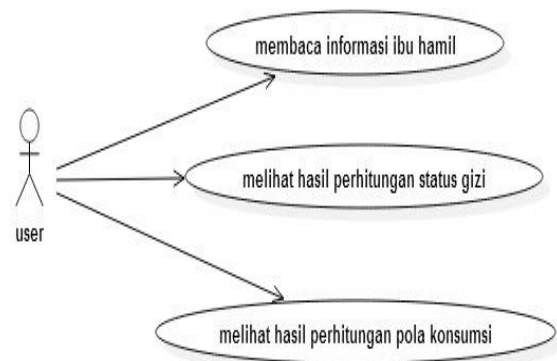 membaca informasi ibu hamil
melihat hasil perhitungan status gizi
user
melihat hasil perhitungan pola konsumsi